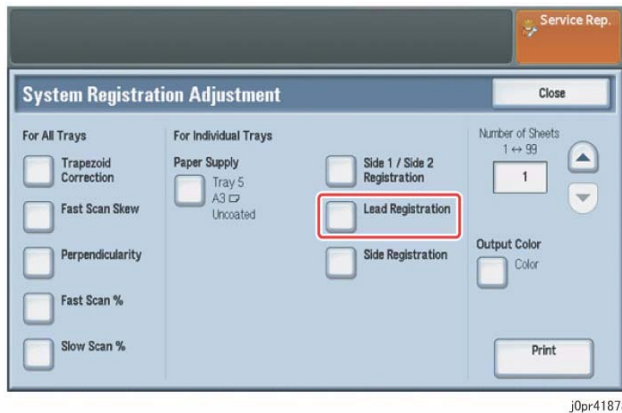 Service Rep.
System Registration Adjustment
Close
For All Trays
Trapezoid
Correction
Fast Scan Skew
Perpendicularity
Fast Scan %
Slow Scan %
For Individual Trays
Paper Supply
Tray 5
A3
Uncoated
Side 1 / Side 2
Registration
Lead Registration
Side Registration
Number of Sheets
1 ↔ 99
1
Output Color
Color
Print
j0pr4187